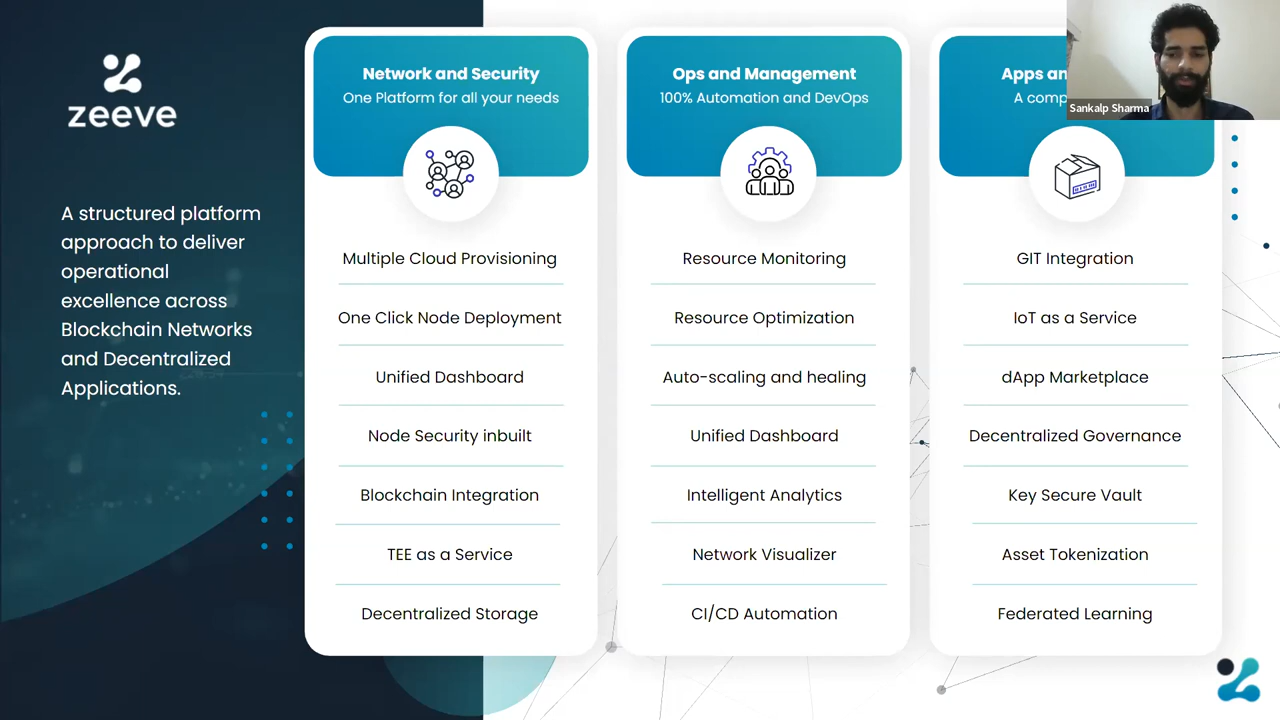 zeeve
A structured platform
approach to deliver
operational
excellence across
Blockchain Networks
and Decentralized
Applications.
Network and Security
One Platform for all your needs
Multiple Cloud Provisioning
One Click Node Deployment
Unified Dashboard
Node Security inbuilt
Blockchain Integration
TEE as a Service
Decentralized Storage
Ops and Management
100% Automation and DevOps
Resource Monitoring
Resource Optimization
Auto-scaling and healing
Unified Dashboard
Intelligent Analytics
Network Visualizer
CI/CD Automation
Apps
A
GIT Integration
IoT as a Service
dApp Marketplace
Decentralized Governance
Key Secure Vault
Asset Tokenization
Federated Learning
Sankalp Sharma